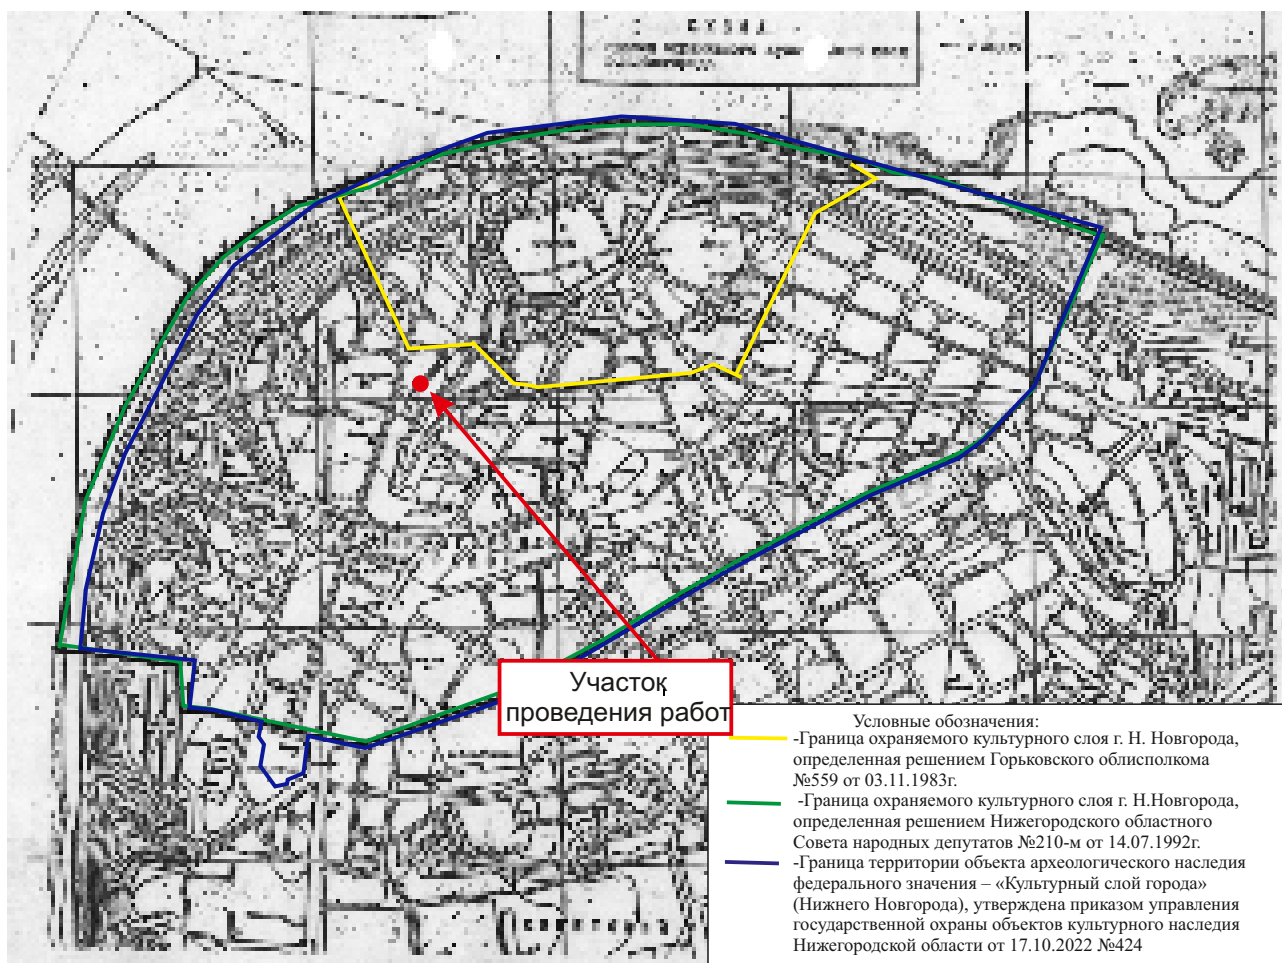 СХЕМА
Участок
проведения работ
Условные обозначения:
-Граница охраняемого культурного слоя г. Н. Новгорода,
определенная решением Горьковского облисполкома
№559 от 03.11.1983г.
-Граница охраняемого культурного слоя г. Н.Новгорода,
определенная решением Нижегородского областного
Совета народных депутатов №210-м от 14.07.1992г.
-Граница территории объекта археологического наследия
федерального значения – «Культурный слой города»
(Нижнего Новгорода), утверждена приказом управления
государственной охраны объектов культурного наследия
Нижегородской области от 17.10.2022 №424